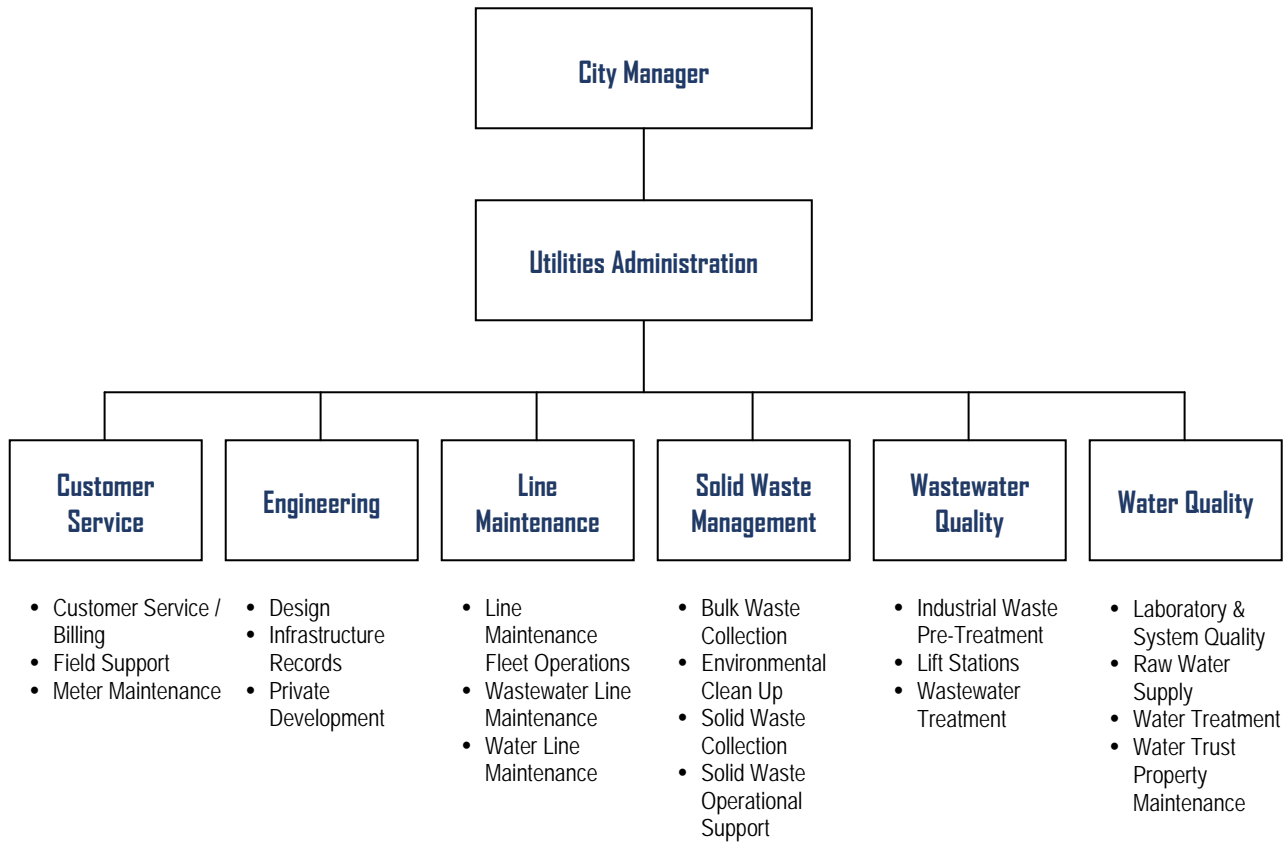 City Manager
Utilities Administration
Customer
Service
Engineering
Line
Maintenance
Solid Waste
Management
Wastewater
Quality
Water Quality
• Customer Service /
Billing
• Field Support
• Meter Maintenance
• Design
• Infrastructure
Records
• Private
Development
• Line
Maintenance
Fleet Operations
• Wastewater Line
Maintenance
• Water Line
Maintenance
• Bulk Waste
Collection
• Environmental
Clean Up
• Solid Waste
Collection
• Solid Waste
Operational
Support
• Industrial Waste
Pre-Treatment
• Lift Stations
• Wastewater
Treatment
• Laboratory &
System Quality
• Raw Water
Supply
• Water Treatment
• Water Trust
Property
Maintenance